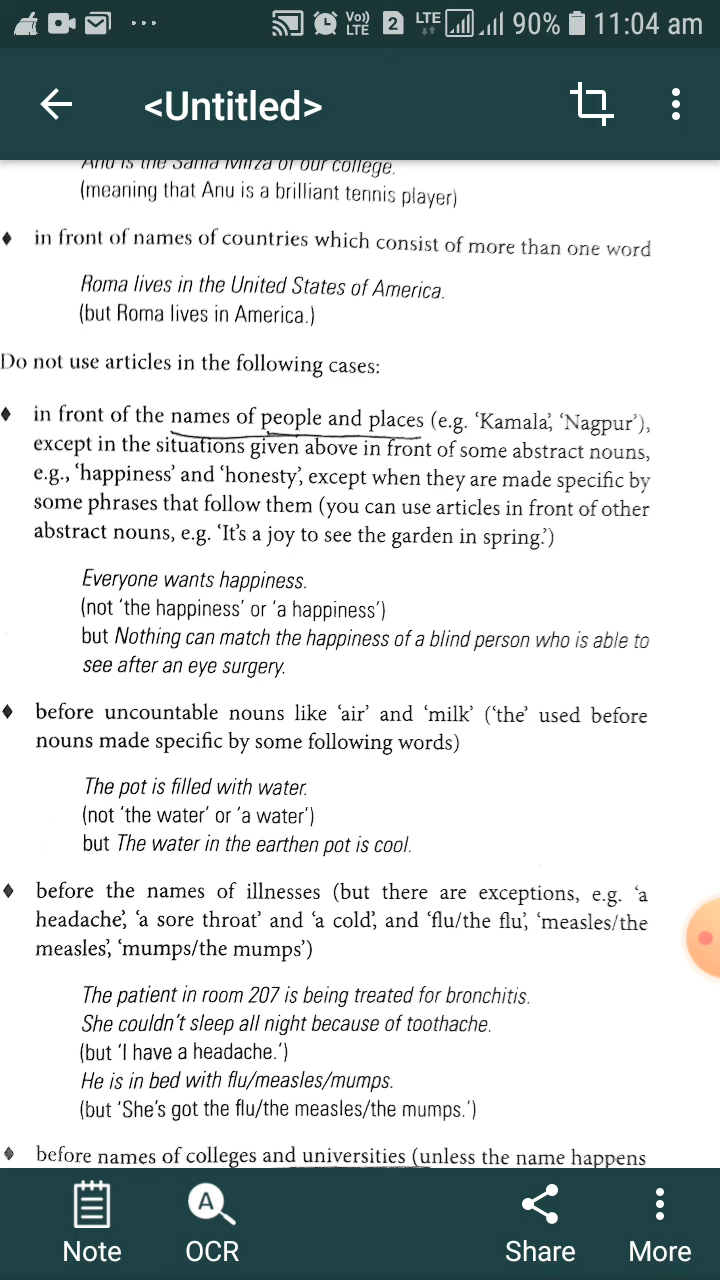 Vo)) LTE 2 LTE 90% 11:04 am
<Untitled>
Anu is the Sania Mirza of our college.
(meaning that Anu is a brilliant tennis player)
♦ in front of names of countries which consist of more than one word
Roma lives in the United States of America.
(but Roma lives in America.)
Do not use articles in the following cases:
♦ in front of the names of people and places (e.g. ‘Kamala’, ‘Nagpur’),
except in the situations given above in front of some abstract nouns,
e.g., ‘happiness’ and ‘honesty’, except when they are made specific by
some phrases that follow them (you can use articles in front of other
abstract nouns, e.g. ‘It’s a joy to see the garden in spring.’)
Everyone wants happiness.
(not ‘the happiness’ or ‘a happiness’)
but Nothing can match the happiness of a blind person who is able to
see after an eye surgery.
♦ before uncountable nouns like ‘air’ and ‘milk’ (‘the’ used before
nouns made specific by some following words)
The pot is filled with water.
(not ‘the water’ or ‘a water’)
but The water in the earthen pot is cool.
♦ before the names of illnesses (but there are exceptions, e.g. ‘a
headache’, ‘a sore throat’ and ‘a cold’, and ‘flu/the flu’, ‘measles/the
measles’, ‘mumps/the mumps’)
The patient in room 207 is being treated for bronchitis.
She couldn’t sleep all night because of toothache.
(but ‘I have a headache.’)
He is in bed with flu/measles/mumps.
(but ‘She’s got the flu/the measles/the mumps.’)
♦ before names of colleges and universities (unless the name happens
A
Note OCR Share More